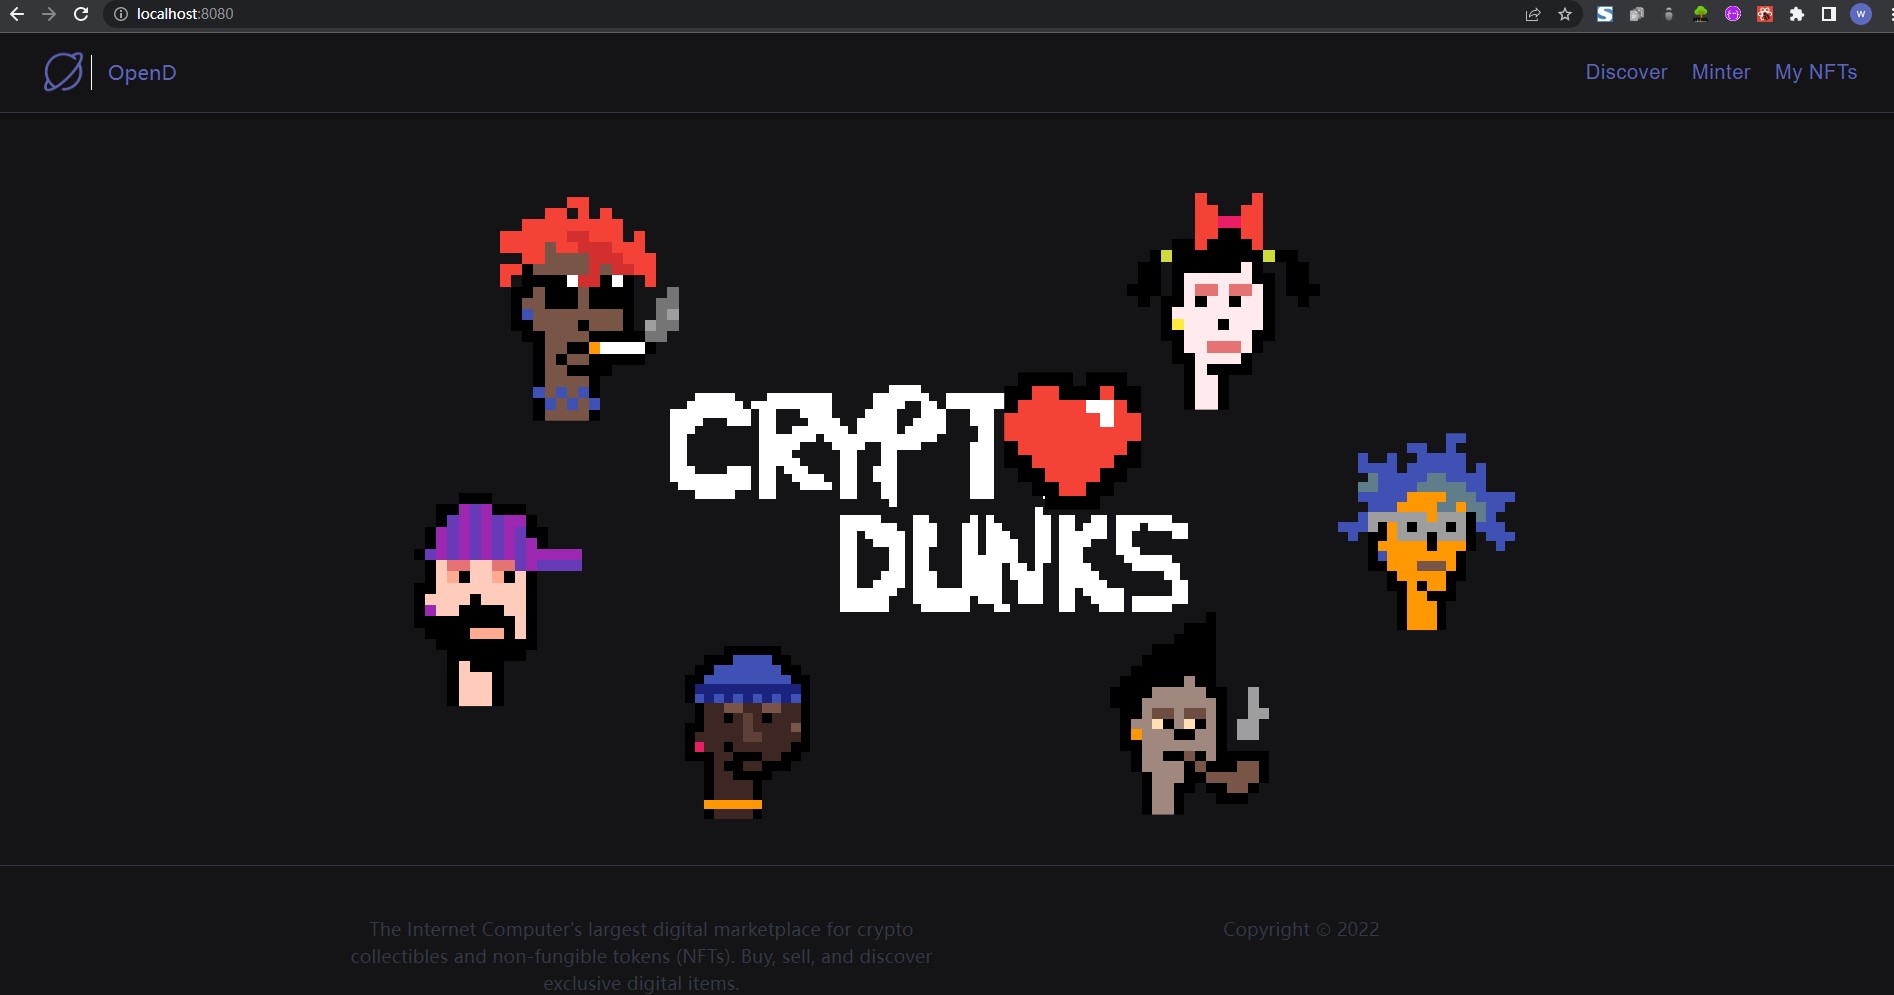 localhost:8080
W
OpenD
Discover Minter My NFTs
CRYPT
DUNKS
The Internet Computer's largest digital marketplace for crypto
collectibles and non-fungible tokens (NFTs). Buy, sell, and discover
exclusive digital items.
Copyright © 2022